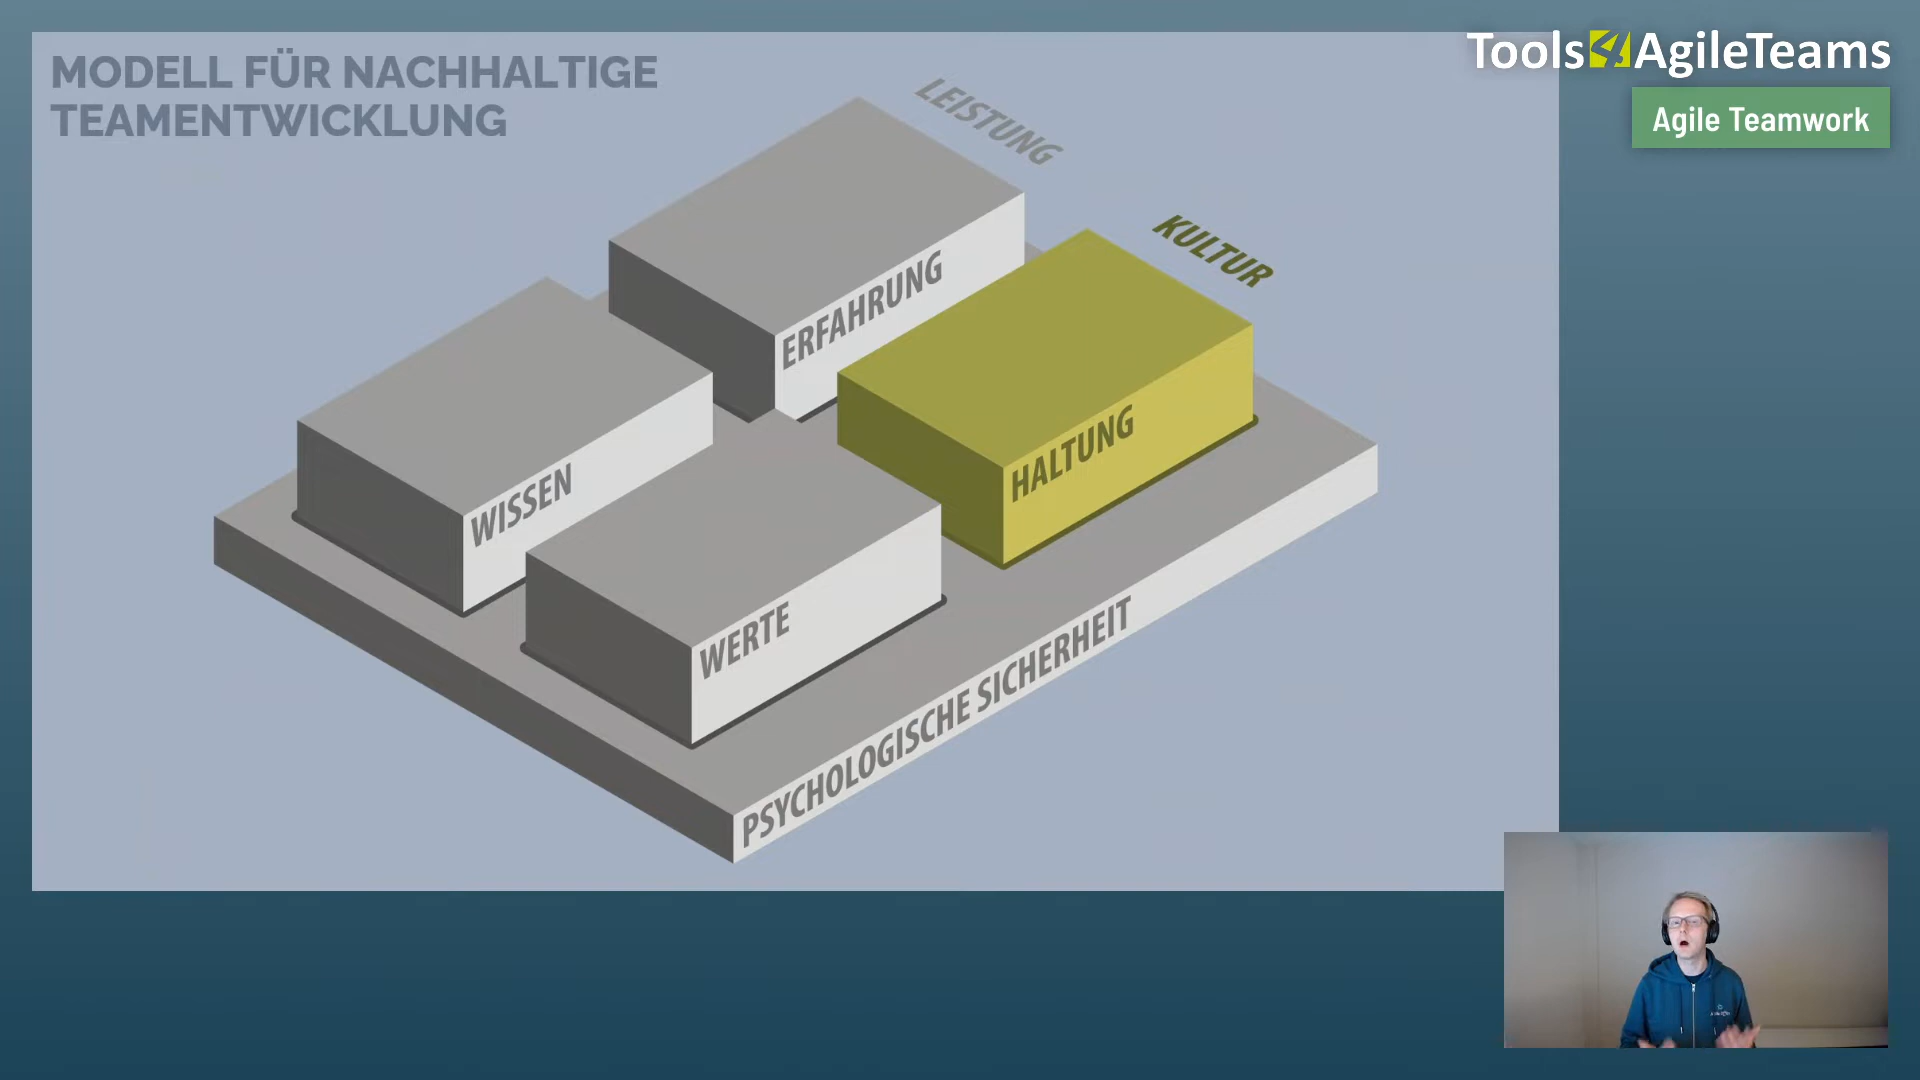 MODELL FÜR NACHHALTIGE
TEAMENTWICKLUNG
Tools4AgileTeams
Agile Teamwork
LEISTUNG
KULTUR
ERFAHRUNG
HALTUNG
WISSEN
WERTE
PSYCHOLOGISCHE SICHERHEIT